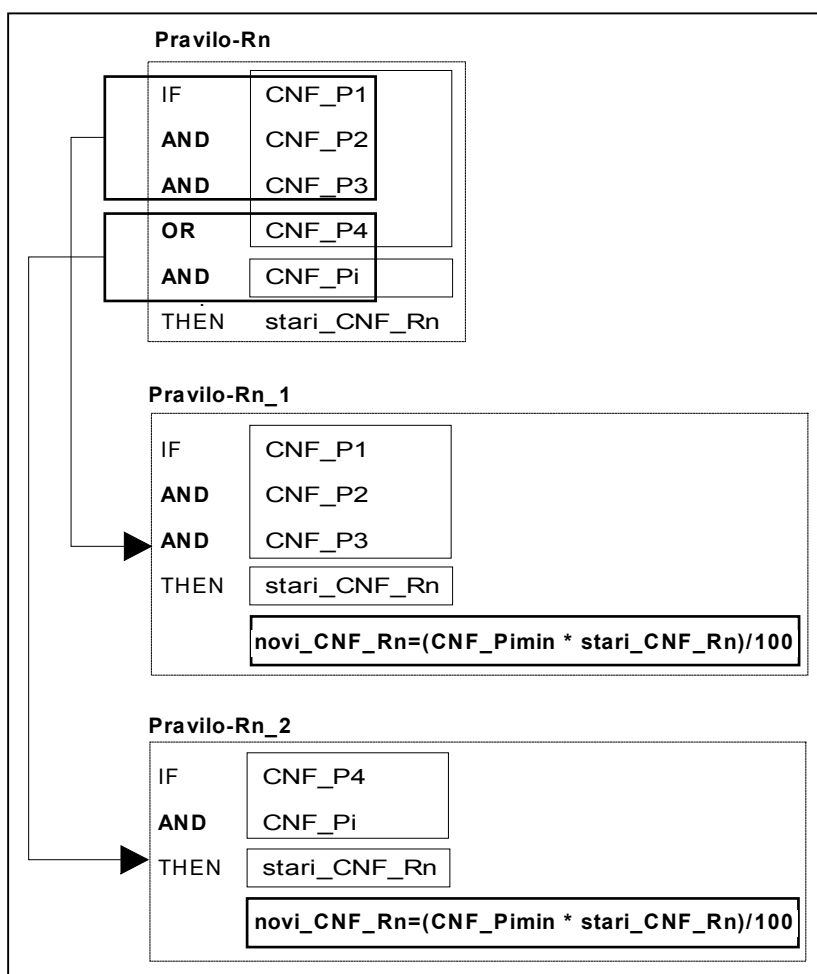 Pravilo-Rn
IF CNF_P1
AND CNF_P2
AND CNF_P3
OR CNF_P4
AND CNF_Pi
THEN stari_CNF_Rn
Pravilo-Rn_1
IF CNF_P1
AND CNF_P2
AND CNF_P3
THEN stari_CNF_Rn
novi_CNF_Rn=(CNF_Pimin * stari_CNF_Rn)/100
Pravilo-Rn_2
IF CNF_P4
AND CNF_Pi
THEN stari_CNF_Rn
novi_CNF_Rn=(CNF_Pimin * stari_CNF_Rn)/100